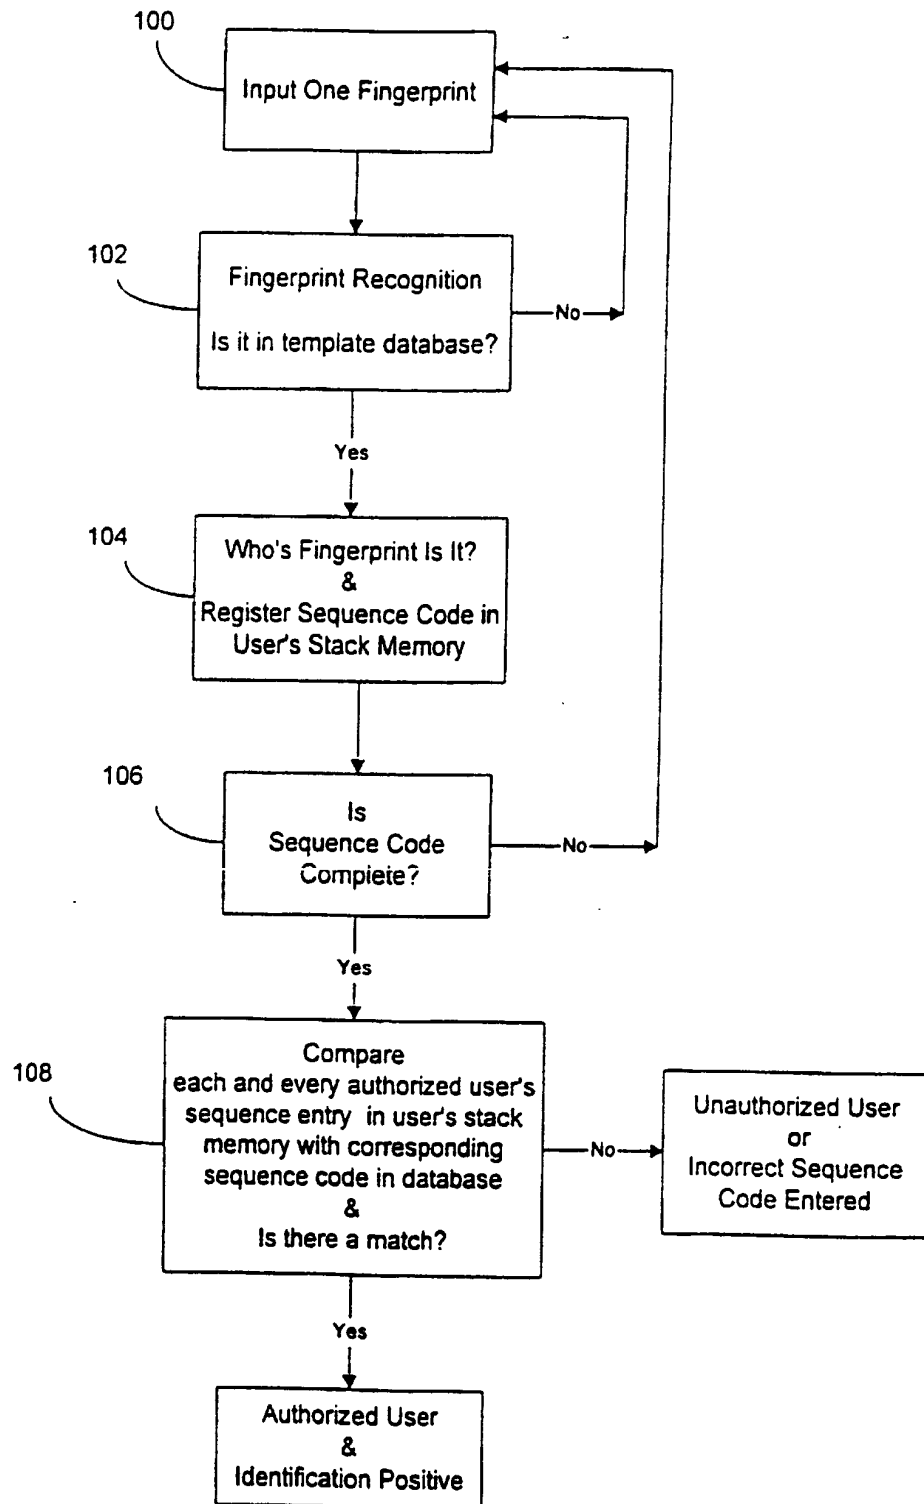 100
Input One Fingerprint
102
Fingerprint Recognition
Is it in template database?
No
Yes
104
Who's Fingerprint Is It?
&
Register Sequence Code in
User's Stack Memory
106
Is
Sequence Code
Complete?
No
Yes
108
Compare
each and every authorized user's
sequence entry in user's stack
memory with corresponding
sequence code in database
&
Is there a match?
No
Unauthorized User
or
Incorrect Sequence
Code Entered
Yes
Authorized User
&
Identification Positive